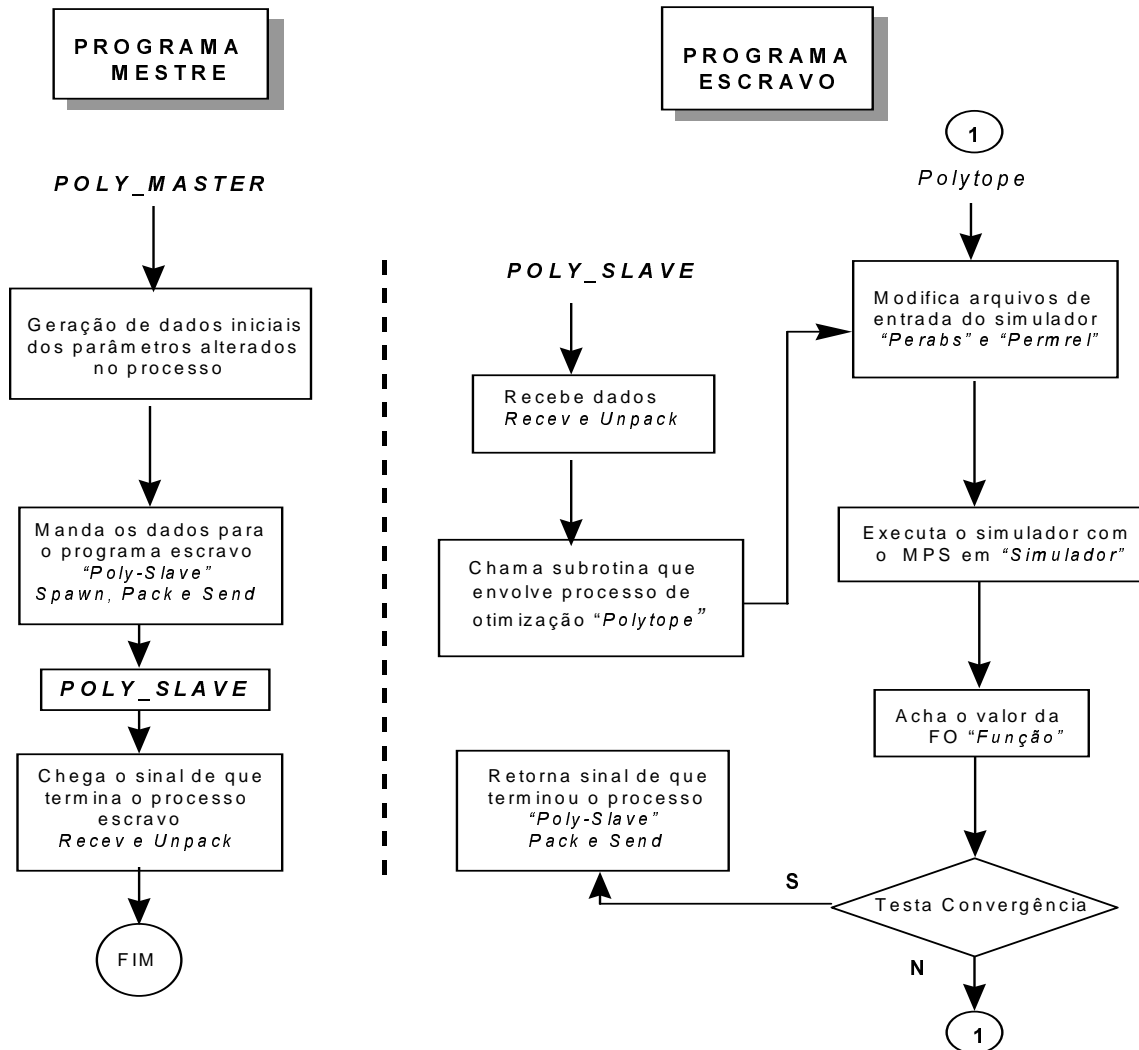 PROGRAMA
MESTRE
POLY_MASTER
Geração de dados iniciais
dos parâmetros alterados
no processo
Manda os dados para
o programa escravo
“Poly-Slave”
Spawn, Pack e Send
POLY_SLAVE
Chega o sinal de que
termina o processo
escravo
Recev e Unpack
FIM
PROGRAMA
ESCRAVO
POLY_SLAVE
Recebe dados
Recev e Unpack
Chama subrotina que
envolve processo de
otimização “Polytope”
1
Polytope
Modifica arquivos de
entrada do simulador
“Perabs” e “Permrel”
Executa o simulador com
o MPS em “Simulador”
Acha o valor da
FO “Função”
Testa Convergência
S
Retorna sinal de que
terminou o processo
“Poly-Slave”
Pack e Send
N
1